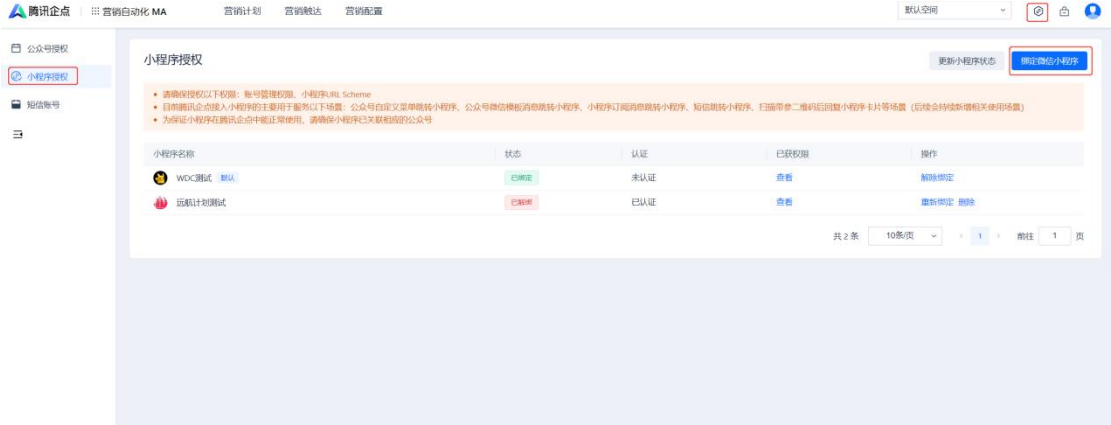 腾讯企点 营销自动化 MA 营销计划 营销触达 营销配置 默认空间
公众号授权
小程序授权
短信账号
小程序授权 更新小程序状态 绑定微信小程序
• 请确保授权以下权限：账号管理权限、小程序URL Scheme
• 目前腾讯企点接入小程序的主要用于服务以下场景：公众号自定义菜单跳转小程序、公众号微信模板消息跳转小程序、小程序订阅消息跳转小程序、短信跳转小程序、扫描带参二维码后回复小程序卡片等场景（后续会持续新增相关使用场景）
• 为保证小程序在腾讯企点中能正常使用，请确保小程序已关联相应的公众号
小程序名称 状态 认证 已获权限 操作
WDC测试 默认 已绑定 未认证 查看 解除绑定
远航计划测试 已解绑 已认证 查看 重新绑定 删除
共 2 条 10条/页 1 前往 1 页